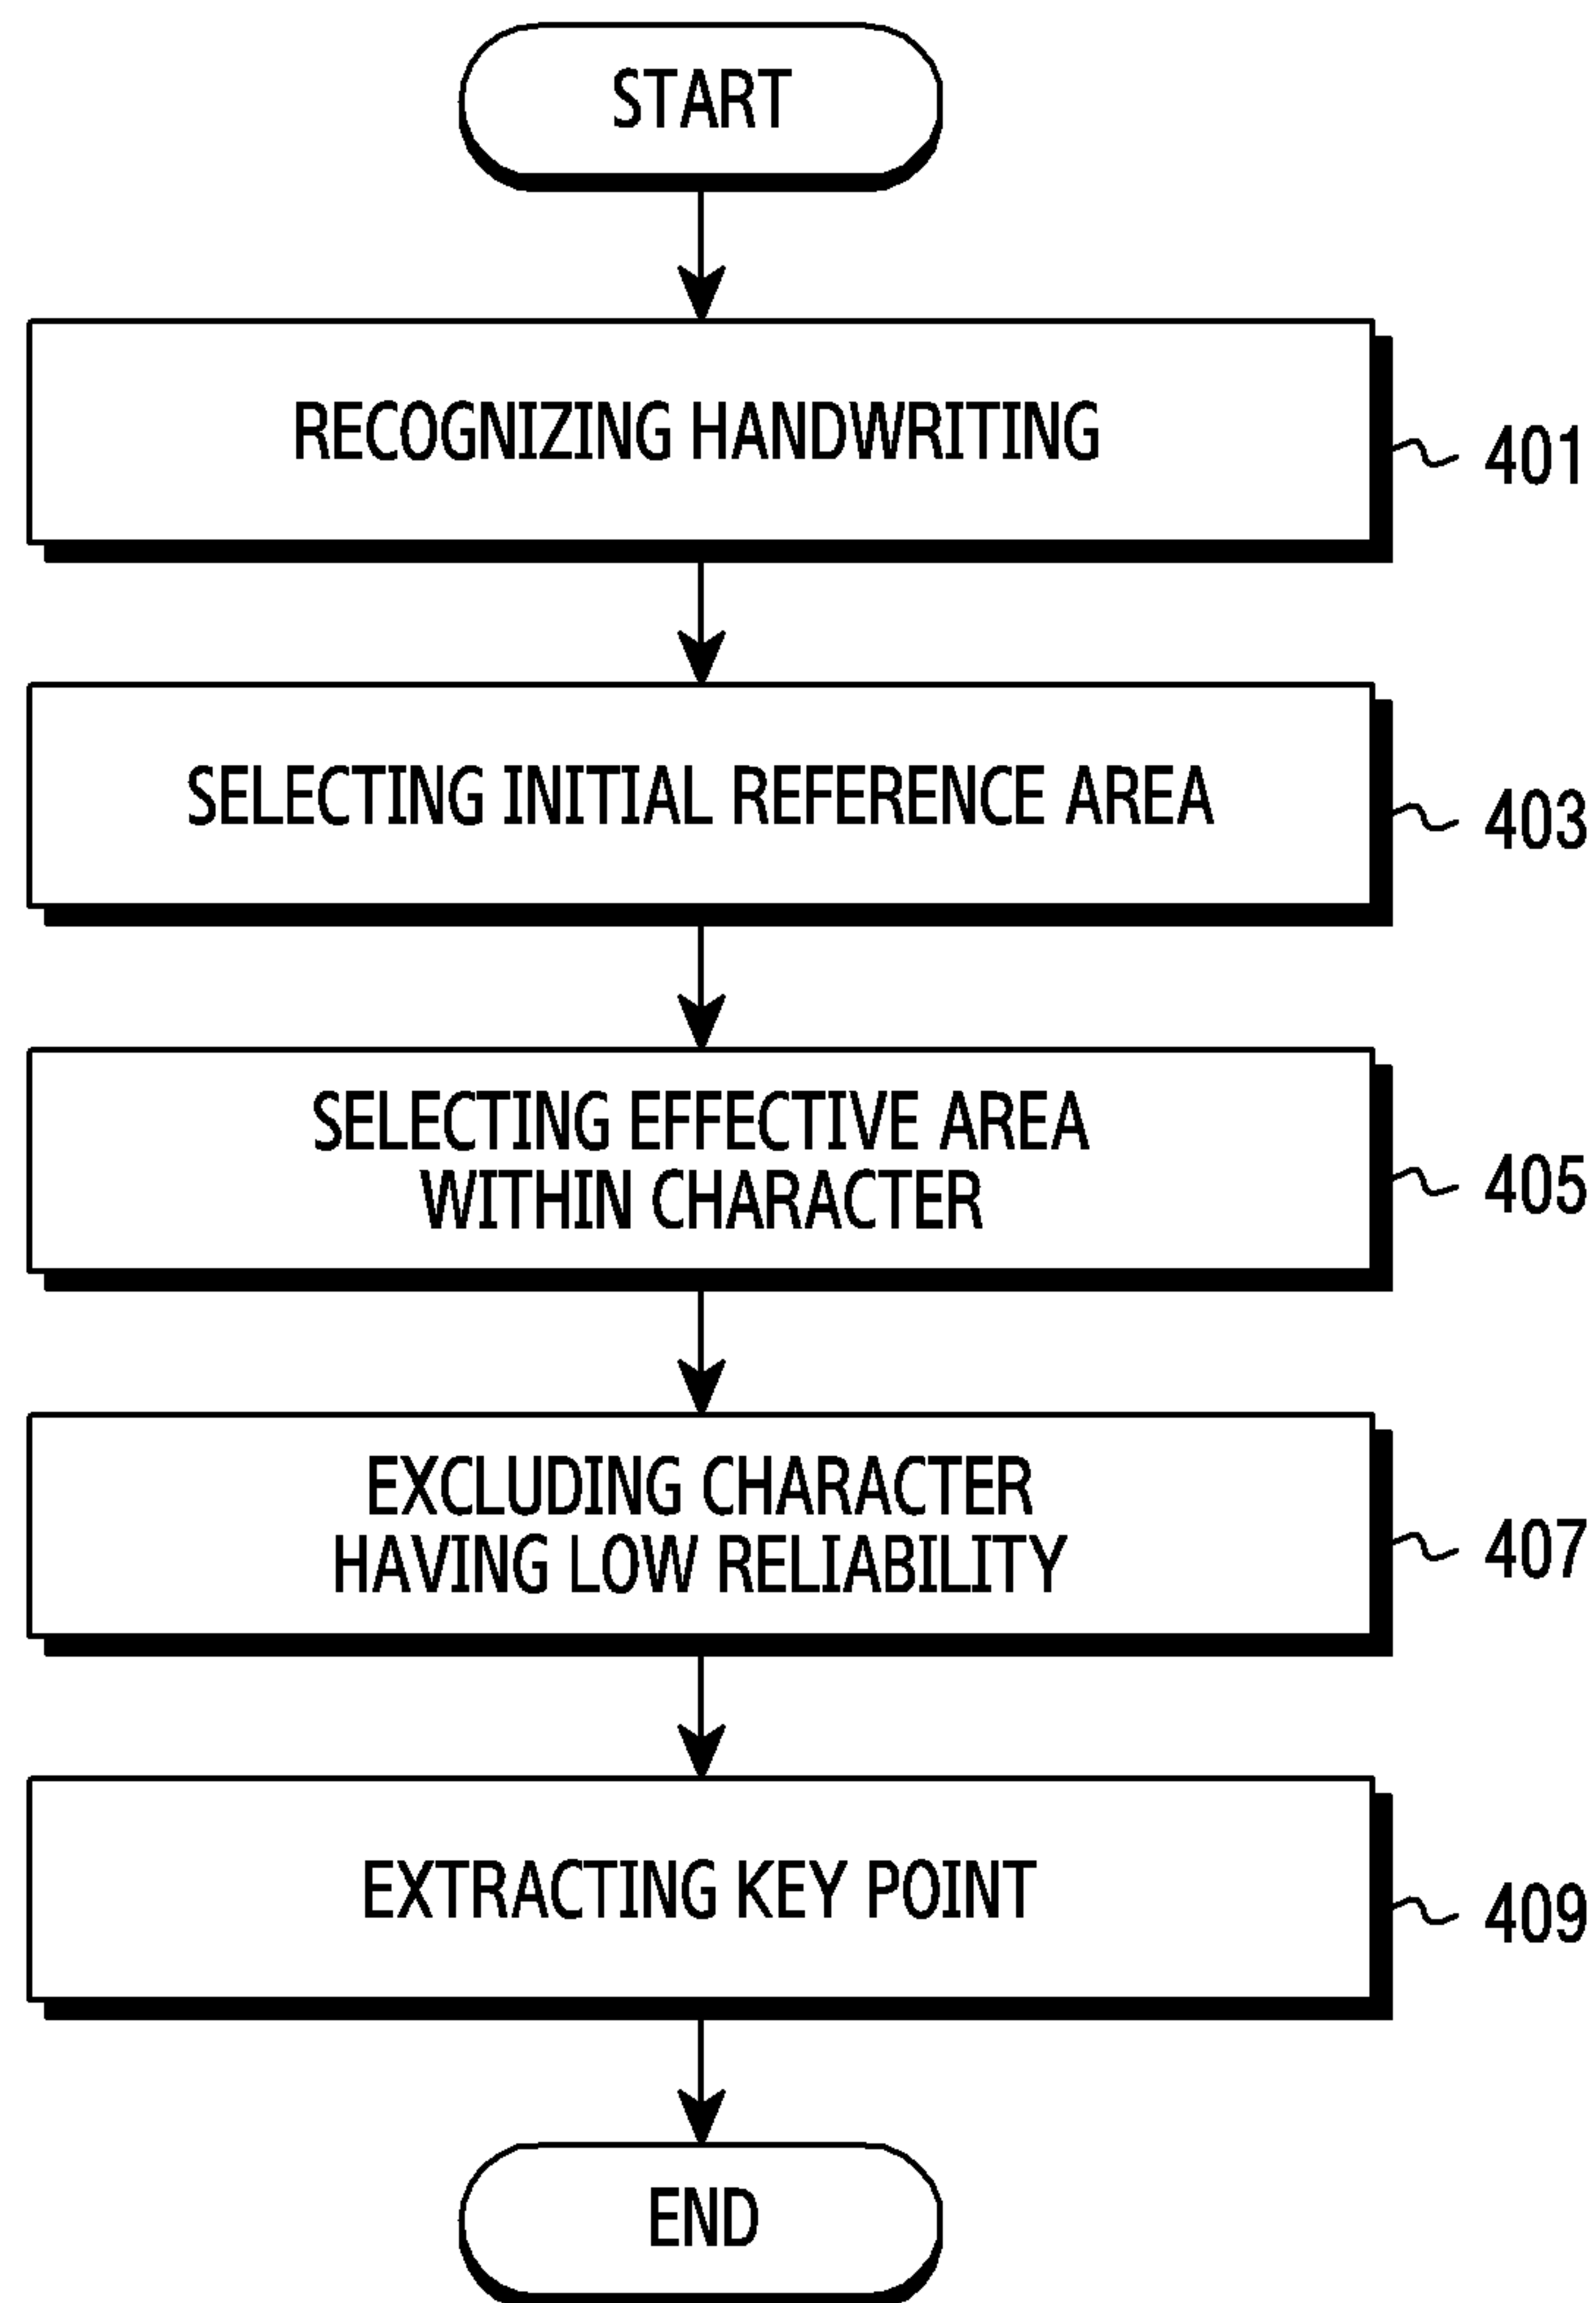 START
RECOGNIZING HANDWRITING
401
SELECTING INITIAL REFERENCE AREA
403
SELECTING EFFECTIVE AREA
WITHIN CHARACTER
405
EXCLUDING CHARACTER
HAVING LOW RELIABILITY
407
EXTRACTING KEY POINT
409
END